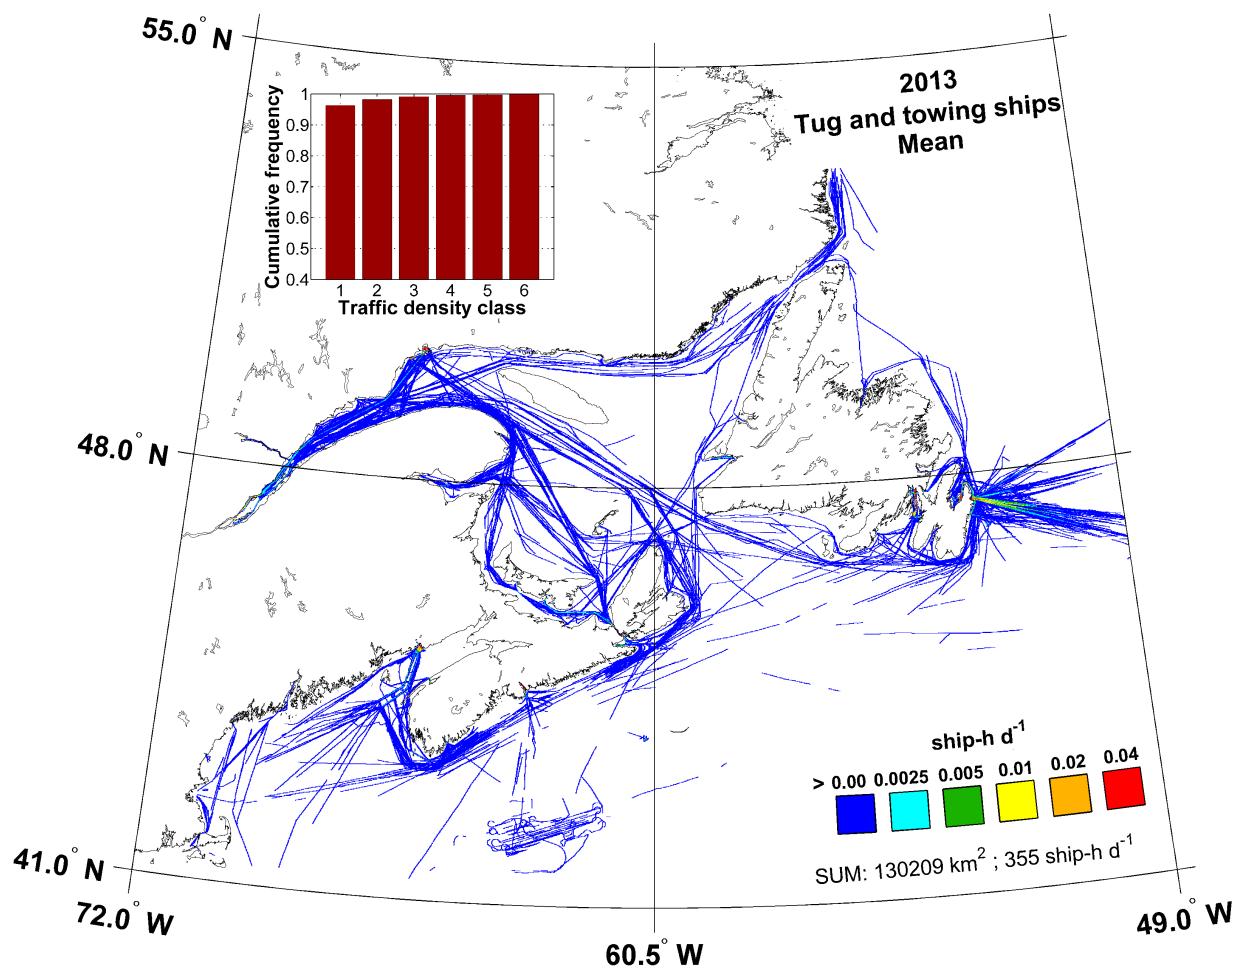 55.0° N
2013
Tug and towing ships
Mean
Cumulative frequency
1
0.9
0.8
0.7
0.6
0.5
0.4
1 2 3 4 5 6
Traffic density class
48.0° N
ship-h d-1
> 0.00 0.0025 0.005 0.01 0.02 0.04
SUM: 130209 km2 ; 355 ship-h d-1
41.0° N
72.0° W
60.5° W
49.0° W